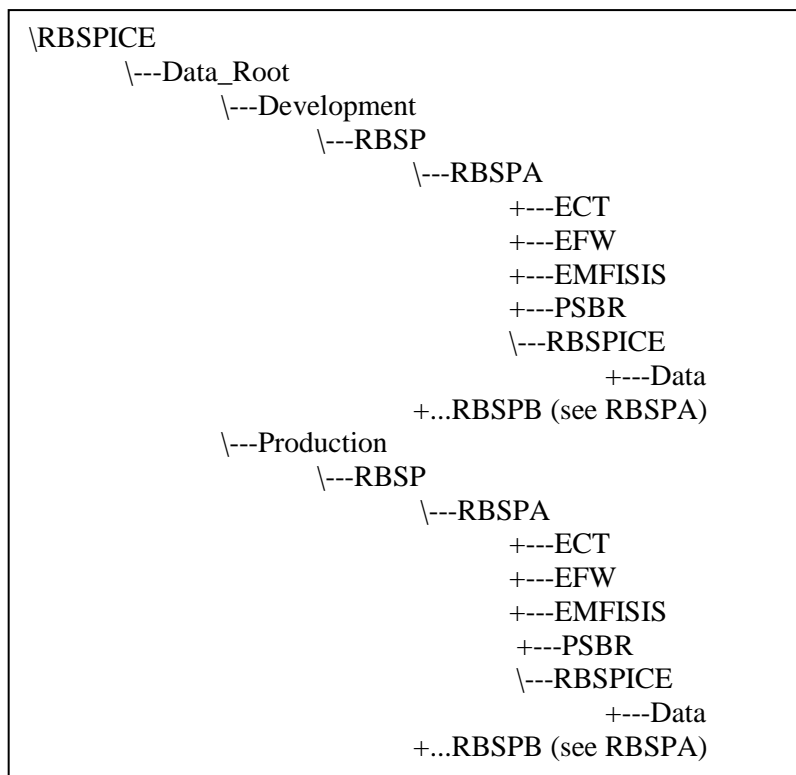 \RBSPICE
\---Data_Root
\---Development
\---RBSP
\---RBSPA
+---ECT
+---EFW
+---EMFISIS
+---PSBR
\---RBSPICE
+---Data
+...RBSPB (see RBSPA)
\---Production
\---RBSP
\---RBSPA
+---ECT
+---EFW
+---EMFISIS
+---PSBR
\---RBSPICE
+---Data
+...RBSPB (see RBSPA)